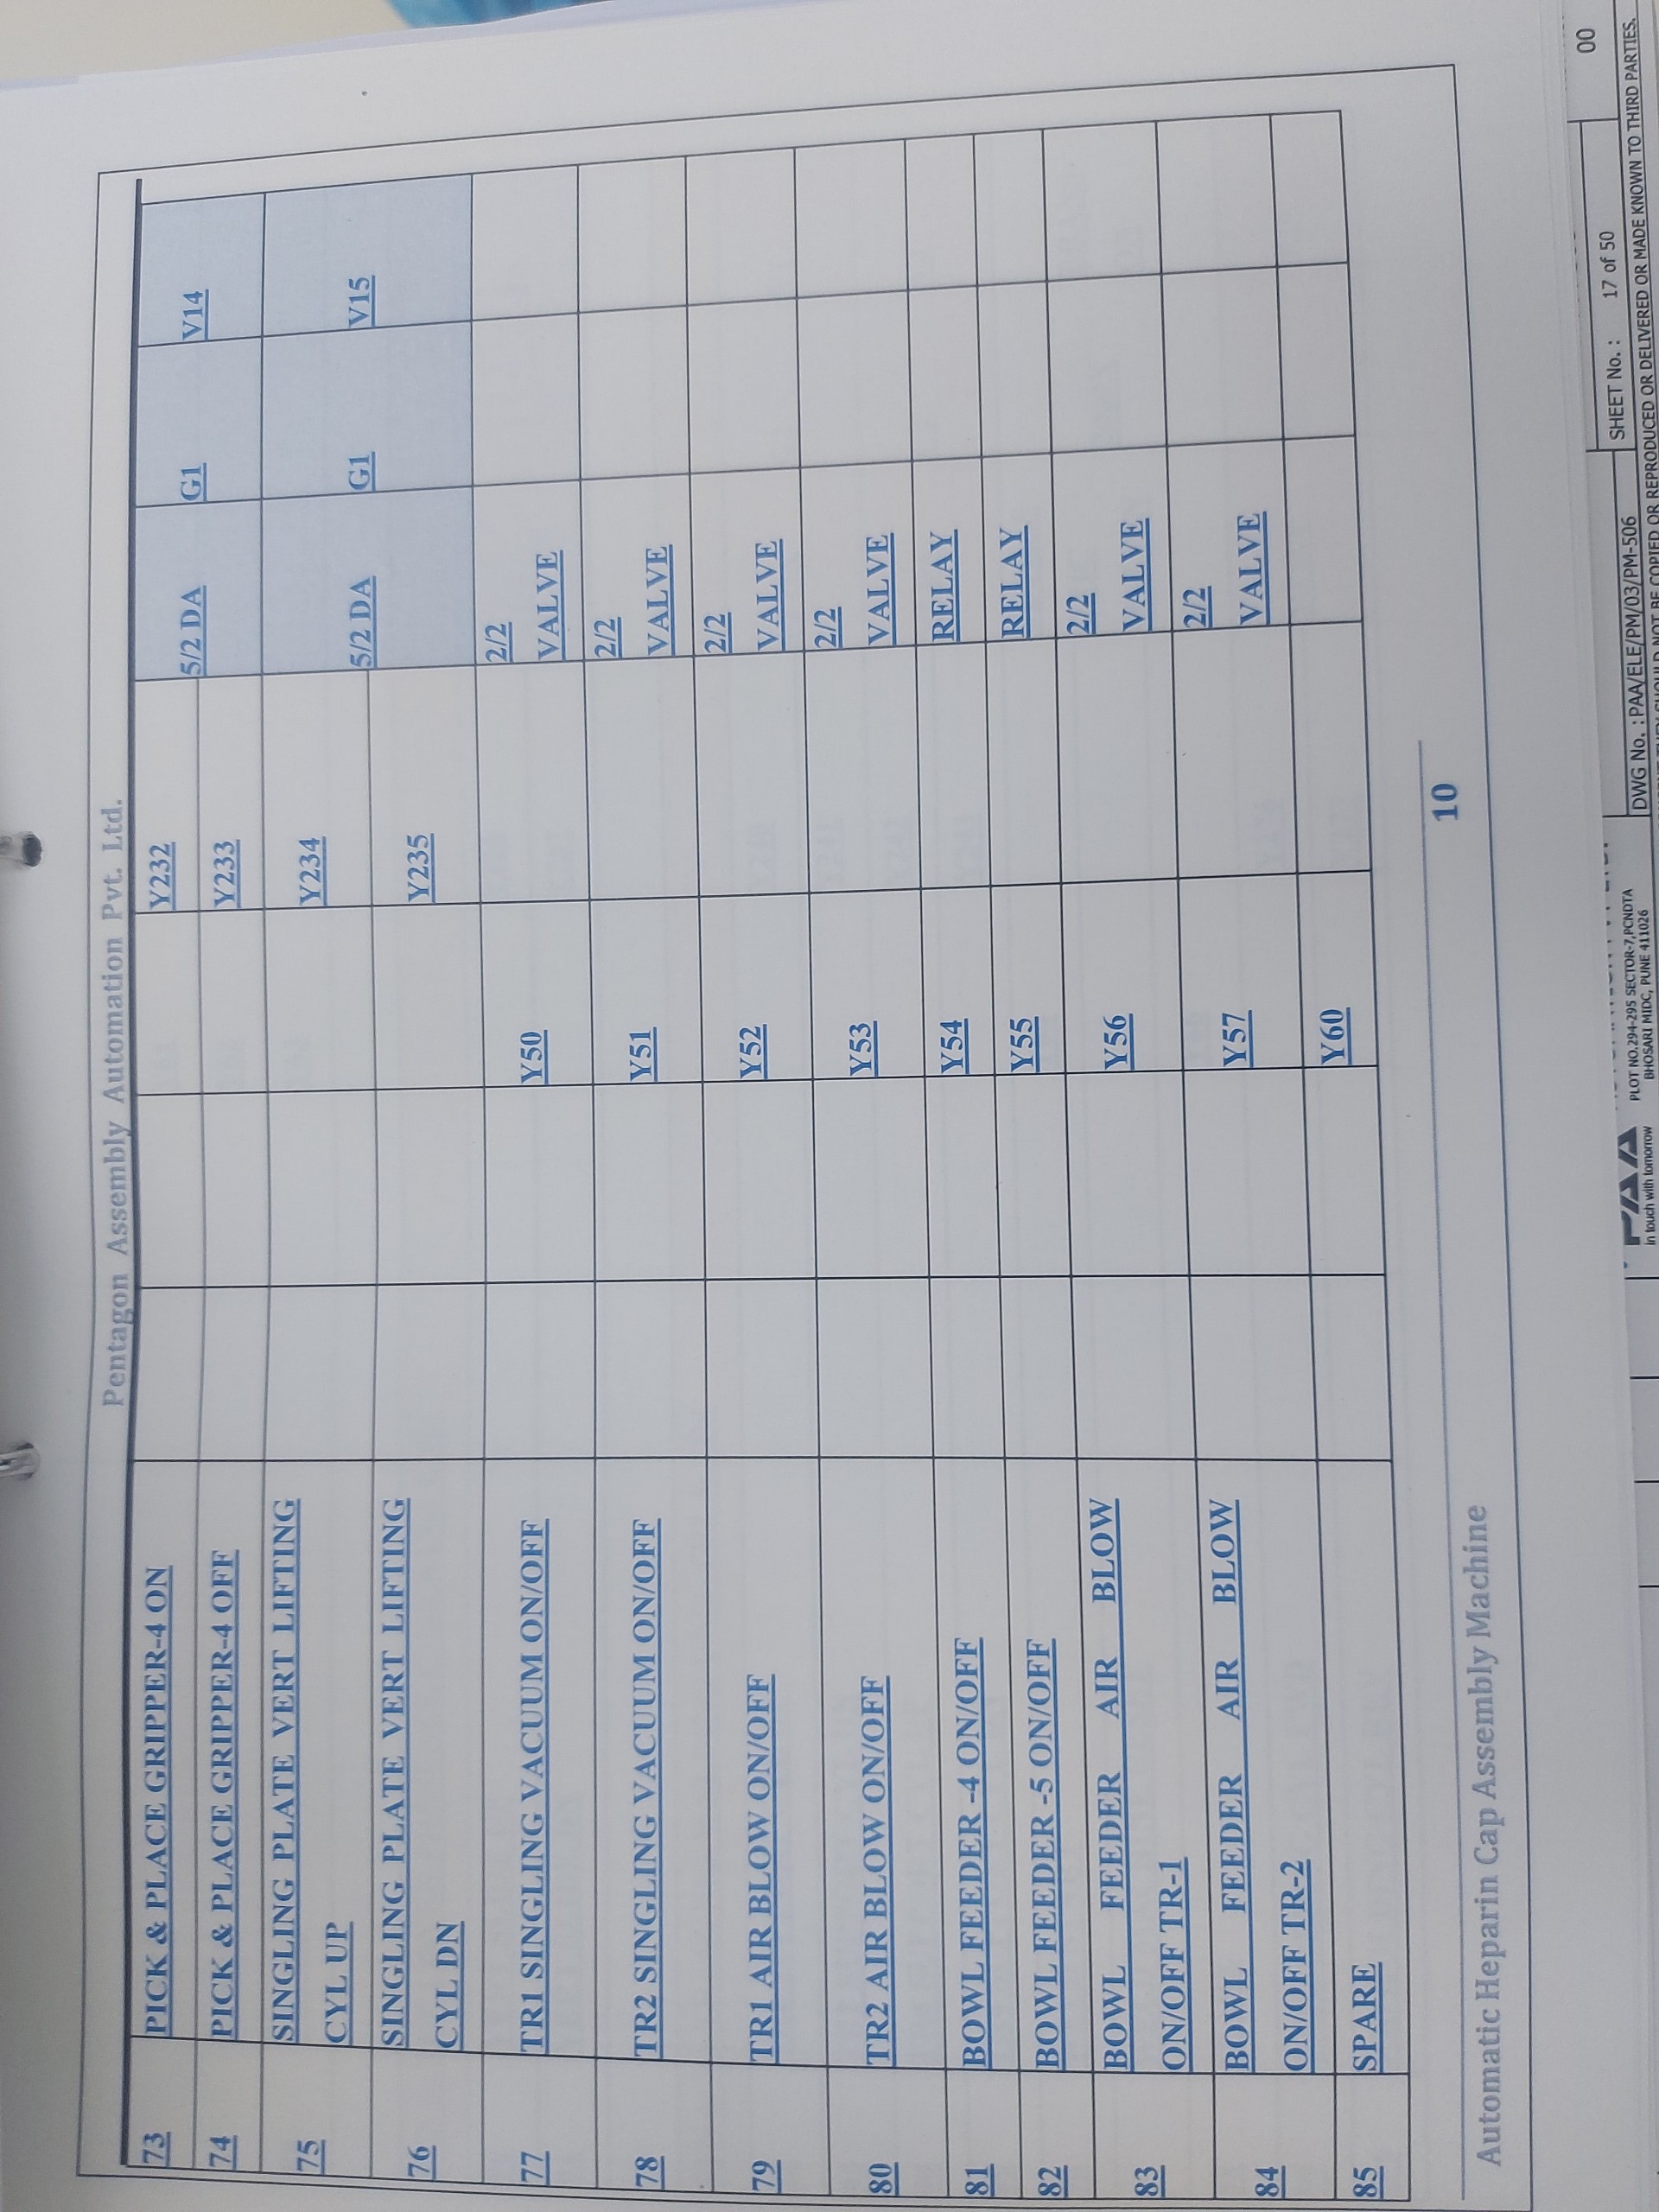 Pentagon Assembly Automation Pvt. Ltd.
73 PICK & PLACE GRIPPER-4 ON Y232 5/2 DA G1 V14
74 PICK & PLACE GRIPPER-4 OFF Y233
75 SINGLING PLATE VERT LIFTING
CYL UP Y234 5/2 DA G1 V15
76 SINGLING PLATE VERT LIFTING
CYL DN Y235
77 TR1 SINGLING VACUUM ON/OFF Y50 2/2
VALVE
78 TR2 SINGLING VACUUM ON/OFF Y51 2/2
VALVE
79 TR1 AIR BLOW ON/OFF Y52 2/2
VALVE
80 TR2 AIR BLOW ON/OFF Y53 2/2
VALVE
81 BOWL FEEDER -4 ON/OFF Y54 RELAY
82 BOWL FEEDER -5 ON/OFF Y55 RELAY
83 BOWL FEEDER AIR BLOW
ON/OFF TR-1 Y56 2/2
VALVE
84 BOWL FEEDER AIR BLOW
ON/OFF TR-2 Y57 2/2
VALVE
85 SPARE Y60
10
Automatic Heparin Cap Assembly Machine
PAA
in touch with tomorrow
PLOT NO.294-295 SECTOR-7,PCNDTA
BHOSARI MIDC, PUNE 411026
DWG No. :PAA/ELE/PM/03/PM-506
SHEET No. : 17 of 50
00
SHOULD NOT BE COPIED OR REPRODUCED OR DELIVERED OR MADE KNOWN TO THIRD PARTIES.